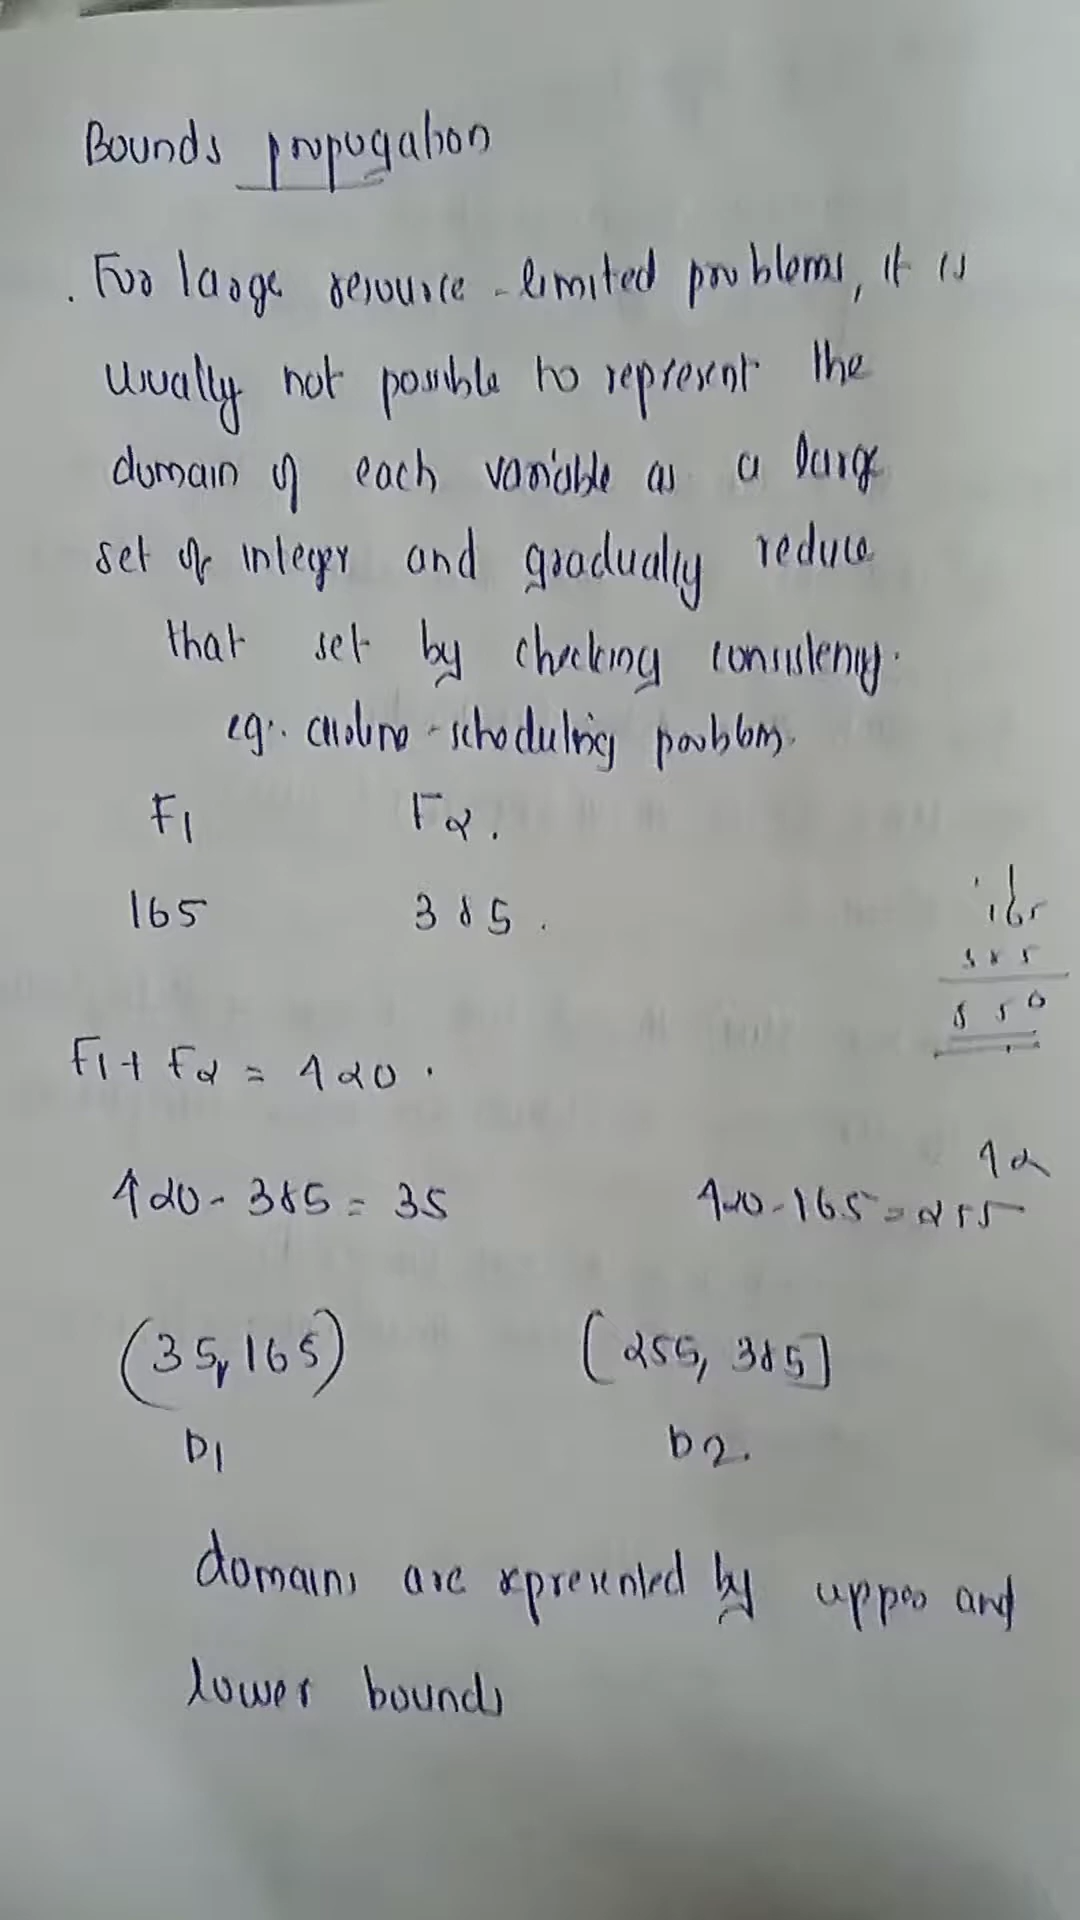 Bounds propugation
. For large resource-limited problems, it is
usually not possible to represent the
domain of each variable as a large
set of integer and gradually reduce
that set by checking consistency.
eg:. airline-scheduling problem.
F1 F2.
165 385.
165
385
550
F1 + F2 = 420.
42
420 - 385 = 35 420 - 165 = 255
(35, 165) [255, 385]
D1 D2.
domains are represented by upper and
lower bounds